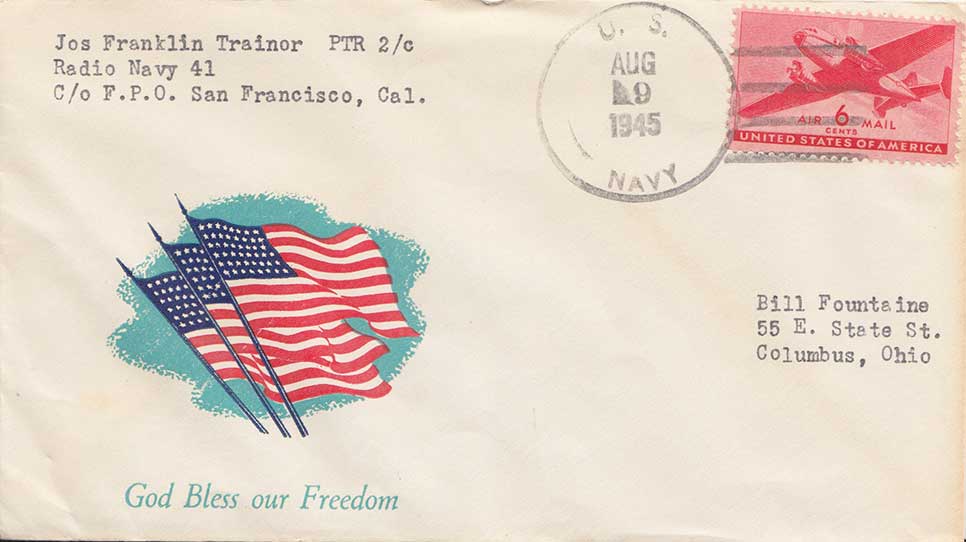 Jos Franklin Trainor PTR 2/c
Radio Navy 41
C/o F.P.O. San Francisco, Cal.
U. S.
AUG
9
1945
NAVY
AIR 6 MAIL
CENTS
UNITED STATES OF AMERICA
Bill Fountaine
55 E. State St.
Columbus, Ohio
God Bless our Freedom